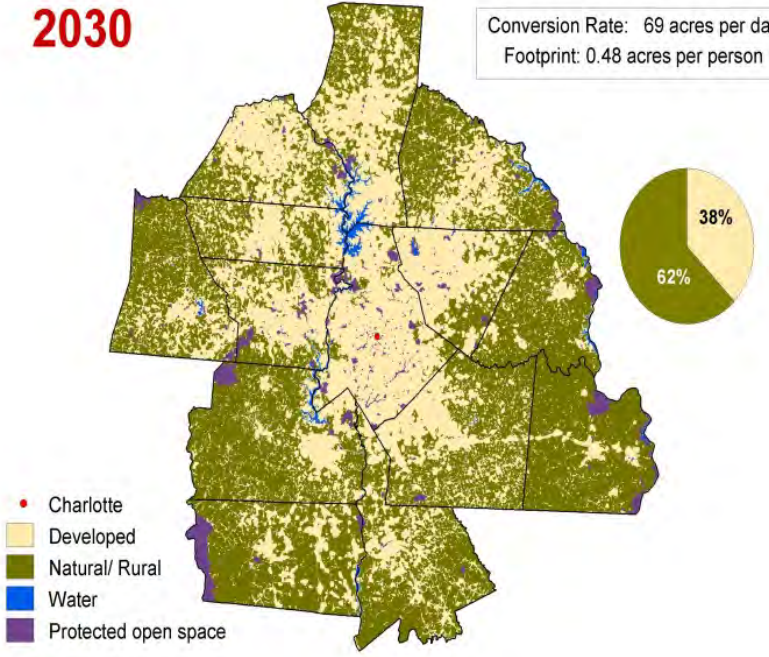 2030
Conversion Rate: 69 acres per da
Footprint: 0.48 acres per person
38%
62%
Charlotte
Developed
Natural/ Rural
Water
Protected open space